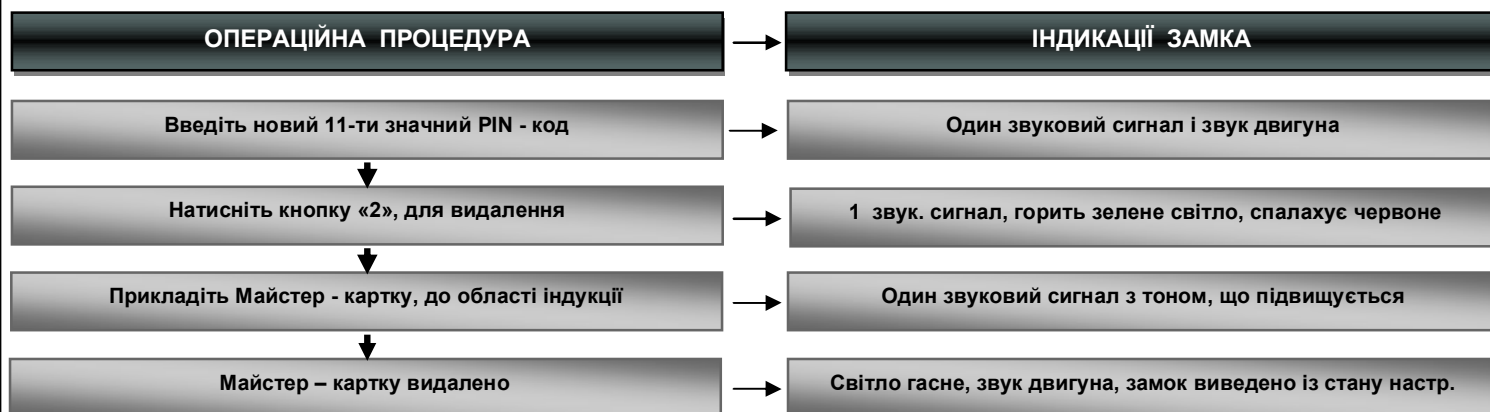 ОПЕРАЦІЙНА ПРОЦЕДУРА
ІНДИКАЦІЇ ЗАМКА
Введіть новий 11-ти значний PIN - код
Один звуковий сигнал і звук двигуна
Натисніть кнопку «2», для видалення
1 звук. сигнал, горить зелене світло, спалахує червоне
Прикладіть Майстер - картку, до області індукції
Один звуковий сигнал з тоном, що підвищується
Майстер – картку видалено
Світло гасне, звук двигуна, замок виведено із стану настр.